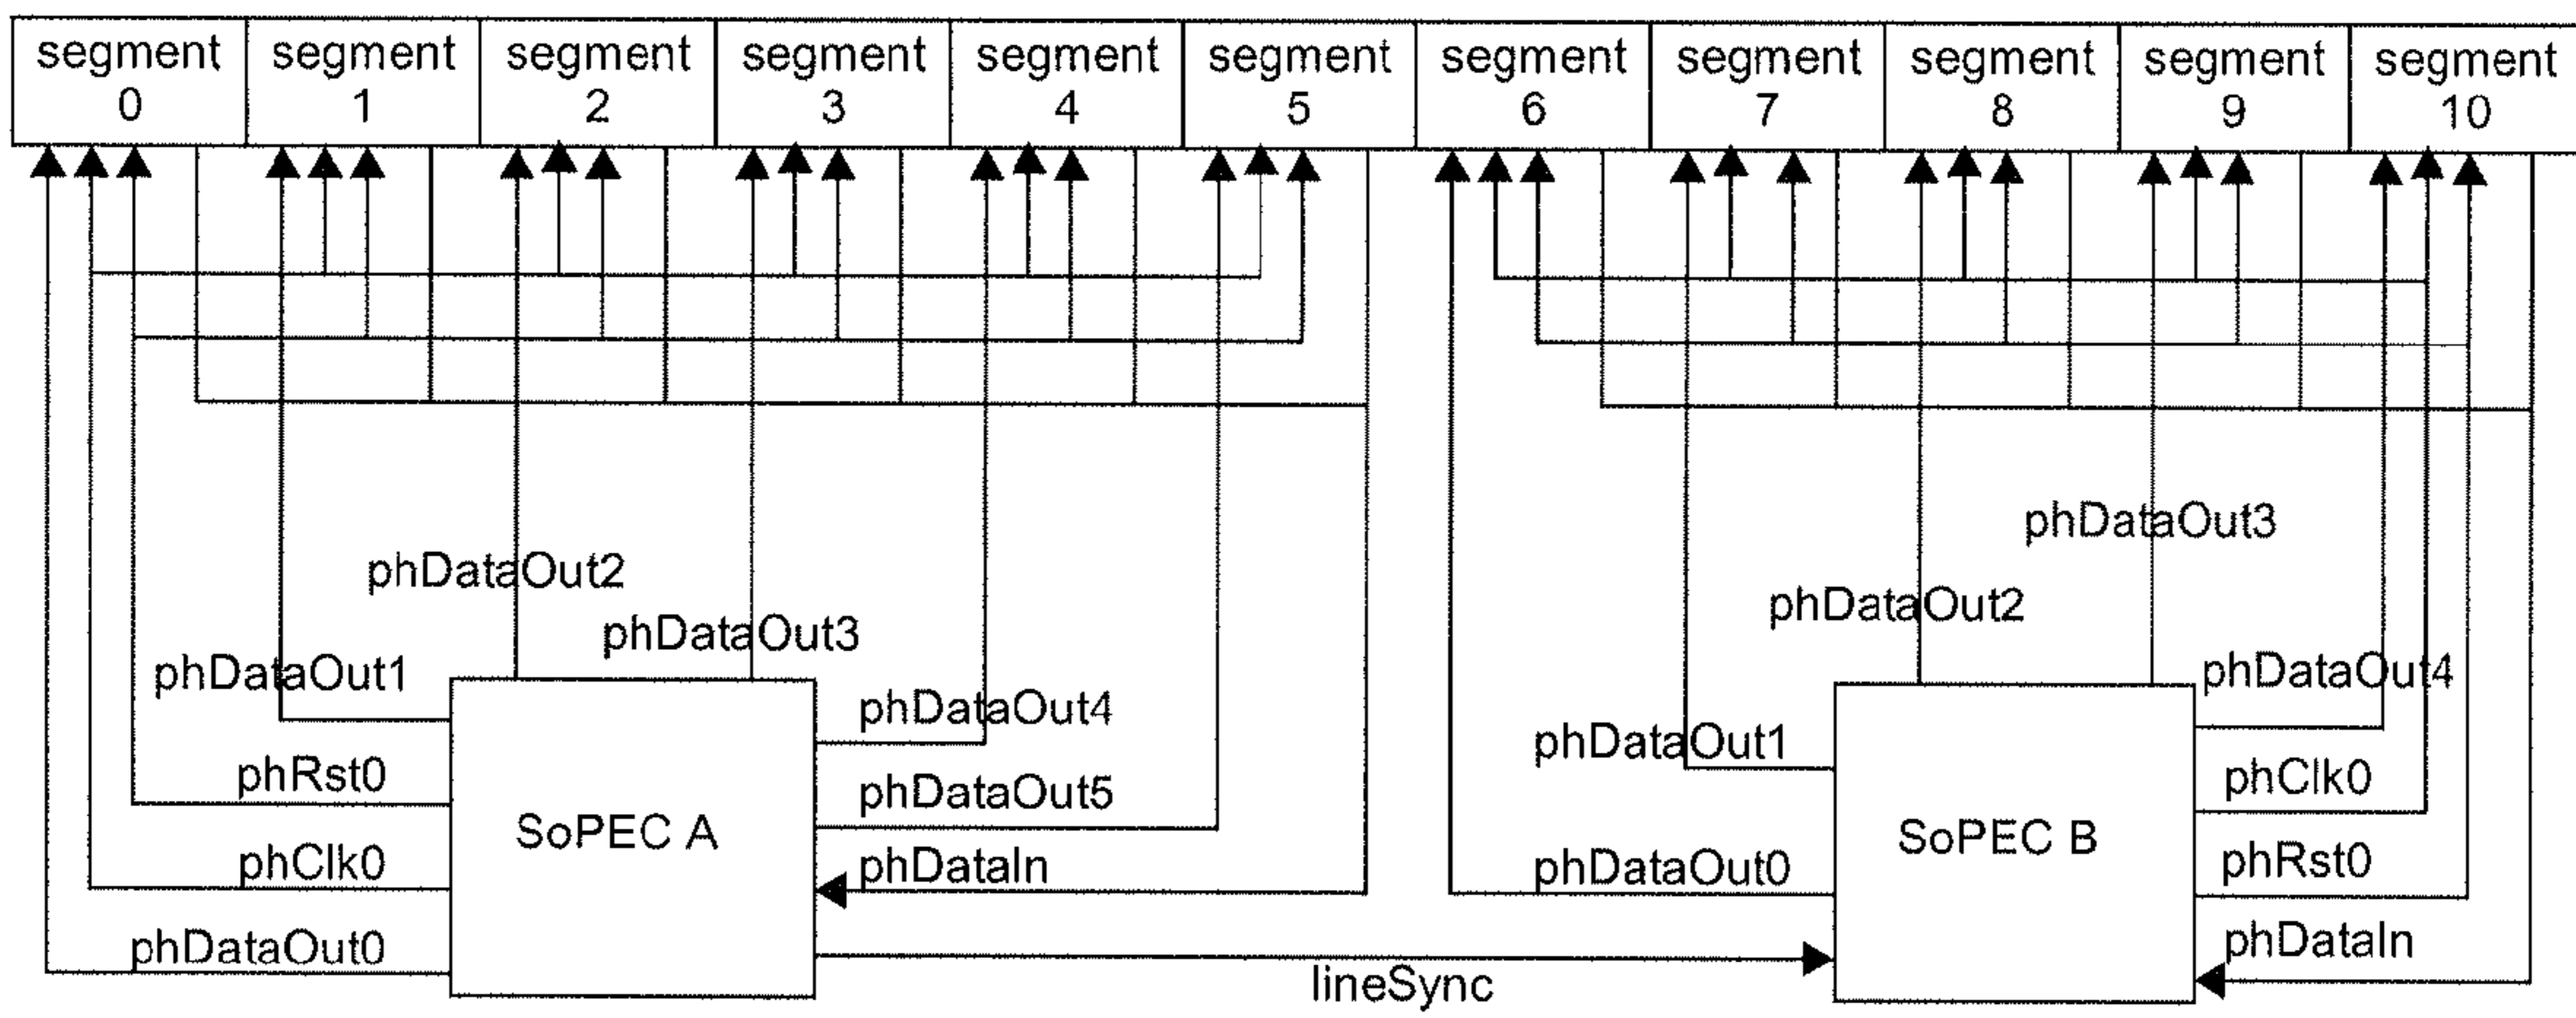 segment 0
segment 1
segment 2
segment 3
segment 4
segment 5
segment 6
segment 7
segment 8
segment 9
segment 10
phDataOut2
phDataOut3
phDataOut1
phRst0
phClk0
phDataOut0
SoPEC A
phDataOut4
phDataOut5
phDataIn
lineSync
phDataOut3
phDataOut2
phDataOut4
phDataOut1
phDataOut0
SoPEC B
phClk0
phRst0
phDataIn